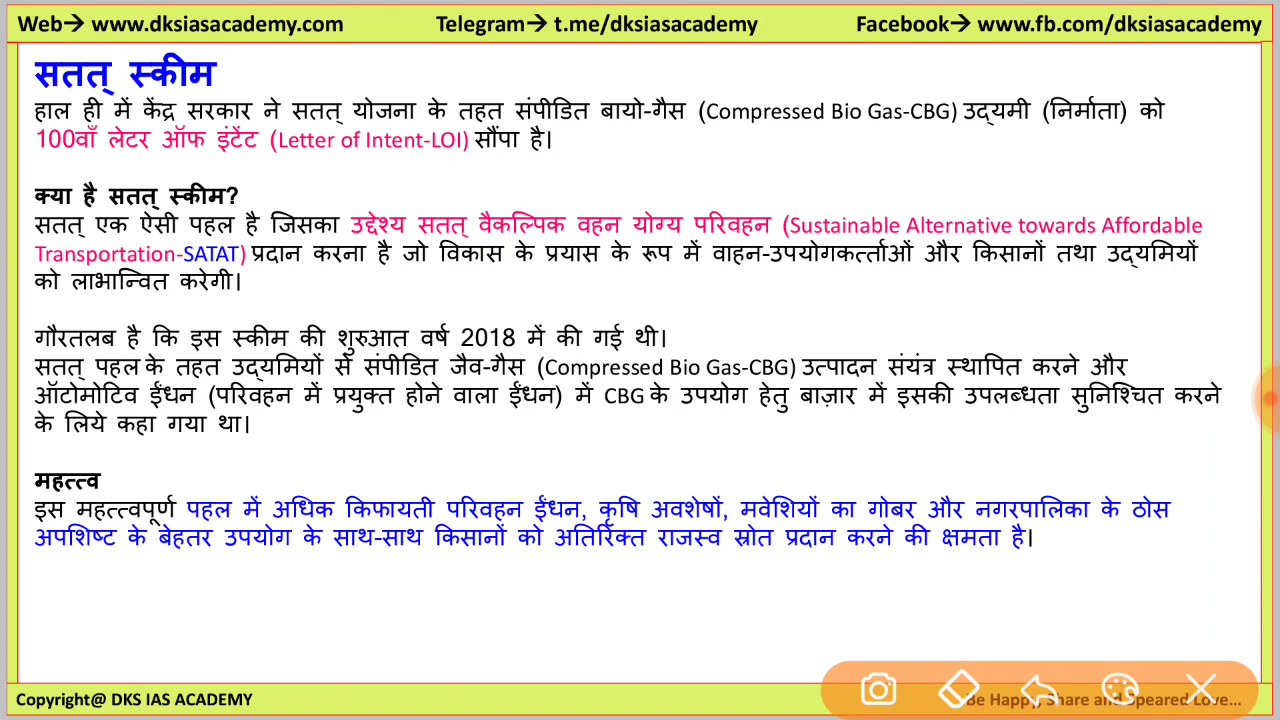 Web→ www.dksiasacademy.com Telegram→ t.me/dksiasacademy Facebook→ www.fb.com/dksiasacademy
सतत् स्कीम
हाल ही में केंद्र सरकार ने सतत् योजना के तहत संपीडित बायो-गैस (Compressed Bio Gas-CBG) उद्यमी (निर्माता) को
100वाँ लेटर ऑफ इंटेंट (Letter of Intent-LOI) सौंपा है।
क्या है सतत् स्कीम?
सतत् एक ऐसी पहल है जिसका उद्देश्य सतत् वैकल्पिक वहन योग्य परिवहन (Sustainable Alternative towards Affordable
Transportation-SATAT) प्रदान करना है जो विकास के प्रयास के रूप में वाहन-उपयोगकर्त्ताओं और किसानों तथा उद्यमियों
को लाभान्वित करेगी।
गौरतलब है कि इस स्कीम की शुरुआत वर्ष 2018 में की गई थी।
सतत् पहल के तहत उद्यमियों से संपीडित जैव-गैस (Compressed Bio Gas-CBG) उत्पादन संयंत्र स्थापित करने और
ऑटोमोटिव ईंधन (परिवहन में प्रयुक्त होने वाला ईंधन) में CBG के उपयोग हेतु बाज़ार में इसकी उपलब्धता सुनिश्चित करने
के लिये कहा गया था।
महत्त्व
इस महत्त्वपूर्ण पहल में अधिक किफायती परिवहन ईंधन, कृषि अवशेषों, मवेशियों का गोबर और नगरपालिका के ठोस
अपशिष्ट के बेहतर उपयोग के साथ-साथ किसानों को अतिरिक्त राजस्व स्रोत प्रदान करने की क्षमता है।
Copyright@ DKS IAS ACADEMY Be Happy, Share and Speared Love...